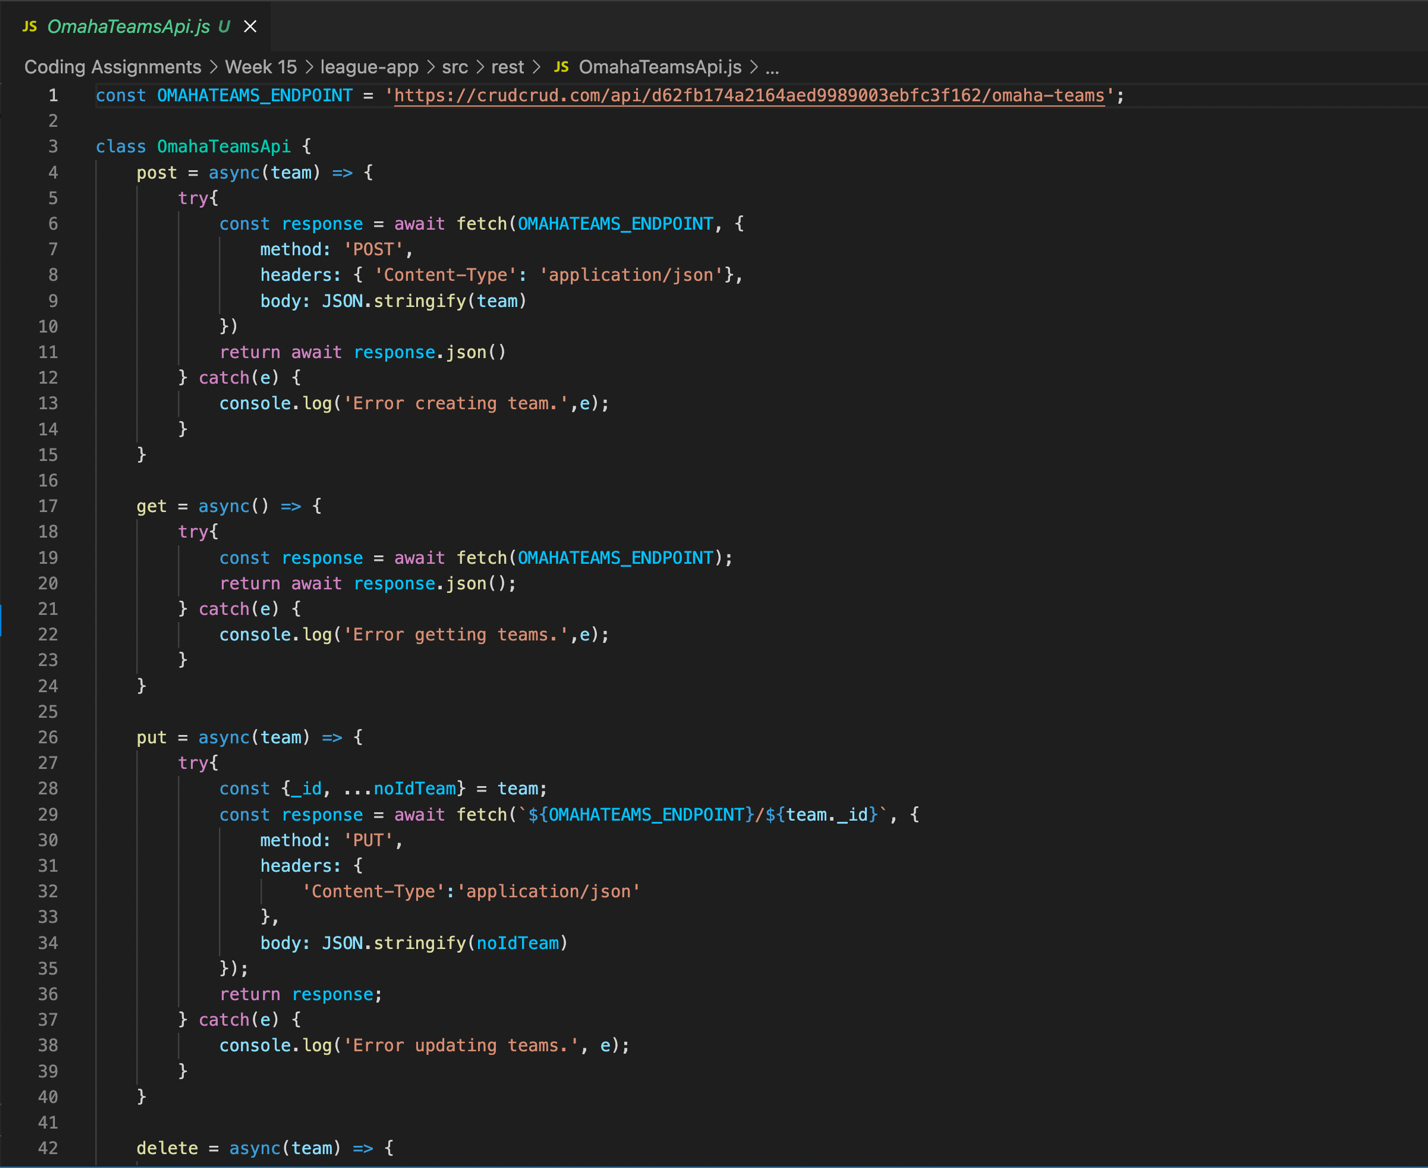 JS OmahaTeamsApi.js U ×
Coding Assignments > Week 15 > league-app > src > rest > JS OmahaTeamsApi.js > ...
1 const OMAHATEAMS_ENDPOINT = 'https://crudcrud.com/api/d62fb174a2164aed9989003ebfc3f162/omaha-teams';
2
3 class OmahaTeamsApi {
4     post = async(team) => {
5         try{
6             const response = await fetch(OMAHATEAMS_ENDPOINT, {
7                 method: 'POST',
8                 headers: { 'Content-Type': 'application/json'},
9                 body: JSON.stringify(team)
10             })
11             return await response.json()
12         } catch(e) {
13             console.log('Error creating team.',e);
14         }
15     }
16
17     get = async() => {
18         try{
19             const response = await fetch(OMAHATEAMS_ENDPOINT);
20             return await response.json();
21         } catch(e) {
22             console.log('Error getting teams.',e);
23         }
24     }
25
26     put = async(team) => {
27         try{
28             const {_id, ...noIdTeam} = team;
29             const response = await fetch(`${OMAHATEAMS_ENDPOINT}/${team._id}`, {
30                 method: 'PUT',
31                 headers: {
32                     'Content-Type':'application/json'
33                 },
34                 body: JSON.stringify(noIdTeam)
35             });
36             return response;
37         } catch(e) {
38             console.log('Error updating teams.', e);
39         }
40     }
41
42     delete = async(team) => {